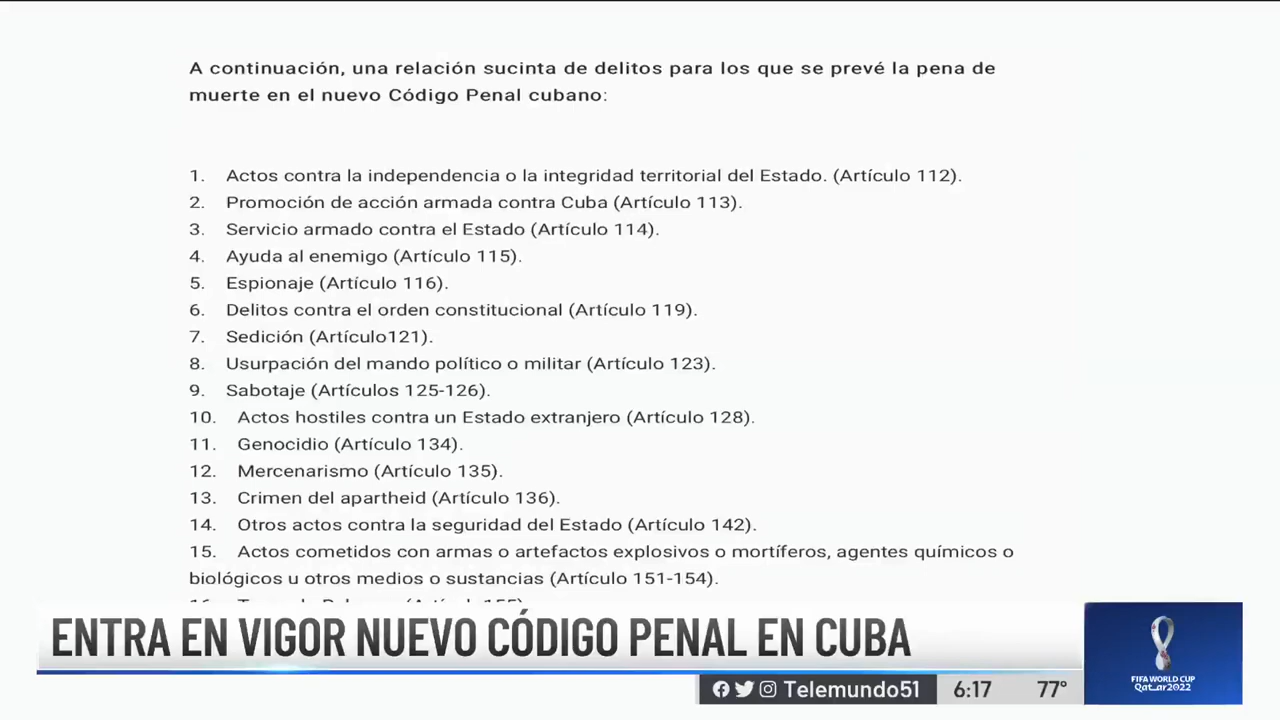 A continuación, una relación sucinta de delitos para los que se prevé la pena de
muerte en el nuevo Código Penal cubano:
1. Actos contra la independencia o la integridad territorial del Estado. (Artículo 112).
2. Promoción de acción armada contra Cuba (Artículo 113).
3. Servicio armado contra el Estado (Artículo 114).
4. Ayuda al enemigo (Artículo 115).
5. Espionaje (Artículo 116).
6. Delitos contra el orden constitucional (Artículo 119).
7. Sedición (Artículo121).
8. Usurpación del mando político o militar (Artículo 123).
9. Sabotaje (Artículos 125-126).
10. Actos hostiles contra un Estado extranjero (Artículo 128).
11. Genocidio (Artículo 134).
12. Mercenarismo (Artículo 135).
13. Crimen del apartheid (Artículo 136).
14. Otros actos contra la seguridad del Estado (Artículo 142).
15. Actos cometidos con armas o artefactos explosivos o mortíferos, agentes químicos o
biológicos u otros medios o sustancias (Artículo 151-154).
ENTRA EN VIGOR NUEVO CÓDIGO PENAL EN CUBA
FIFA WORLD CUP
Qatar2022
Telemundo51 6:17 77°